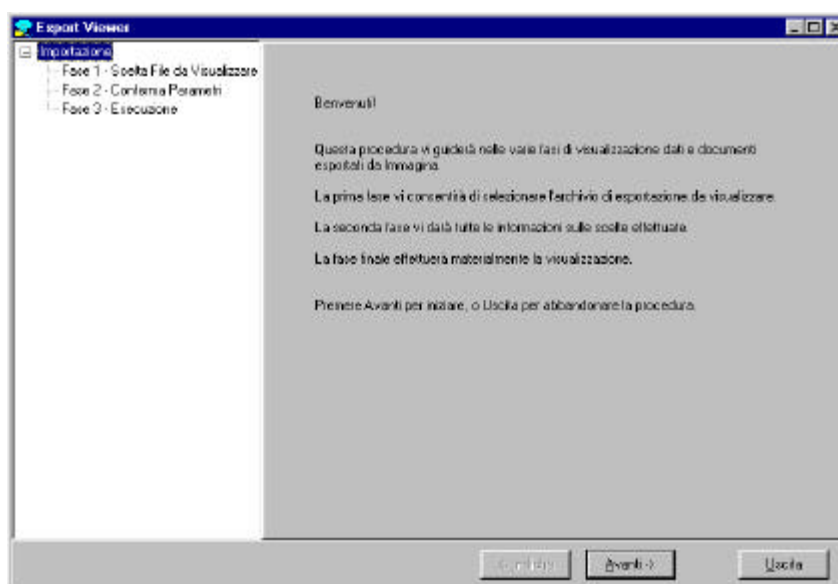 Export Viewer
Importazione
Fase 1 - Scelta File da Visualizzare
Fase 2 - Conferma Parametri
Fase 3 - Esecuzione
Benvenuti!
Questa procedura vi guiderà nelle varie fasi di visualizzazione dati e documenti
esportati da Immagina.
La prima fase vi consentirà di selezionare l'archivio di esportazione da visualizzare.
La seconda fase vi darà tutte le informazioni sulle scelte effettuate.
La fase finale effettuerà materialmente la visualizzazione.
Premere Avanti per iniziare, o Uscita per abbandonare la procedura.
Avanti ->
Uscita